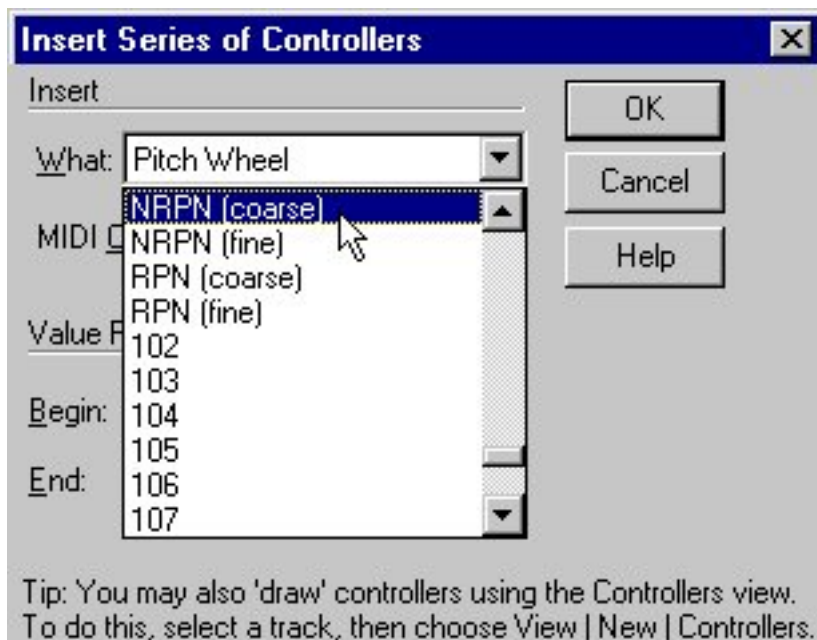 Insert Series of Controllers
Insert
OK
What: Pitch Wheel
Cancel
NRPN (coarse)
MIDI
NRPN (fine)
Help
RPN (coarse)
RPN (fine)
Value
102
103
Begin:
104
105
End:
106
107
Tip: You may also 'draw' controllers using the Controllers view.
To do this, select a track, then choose View | New | Controllers.